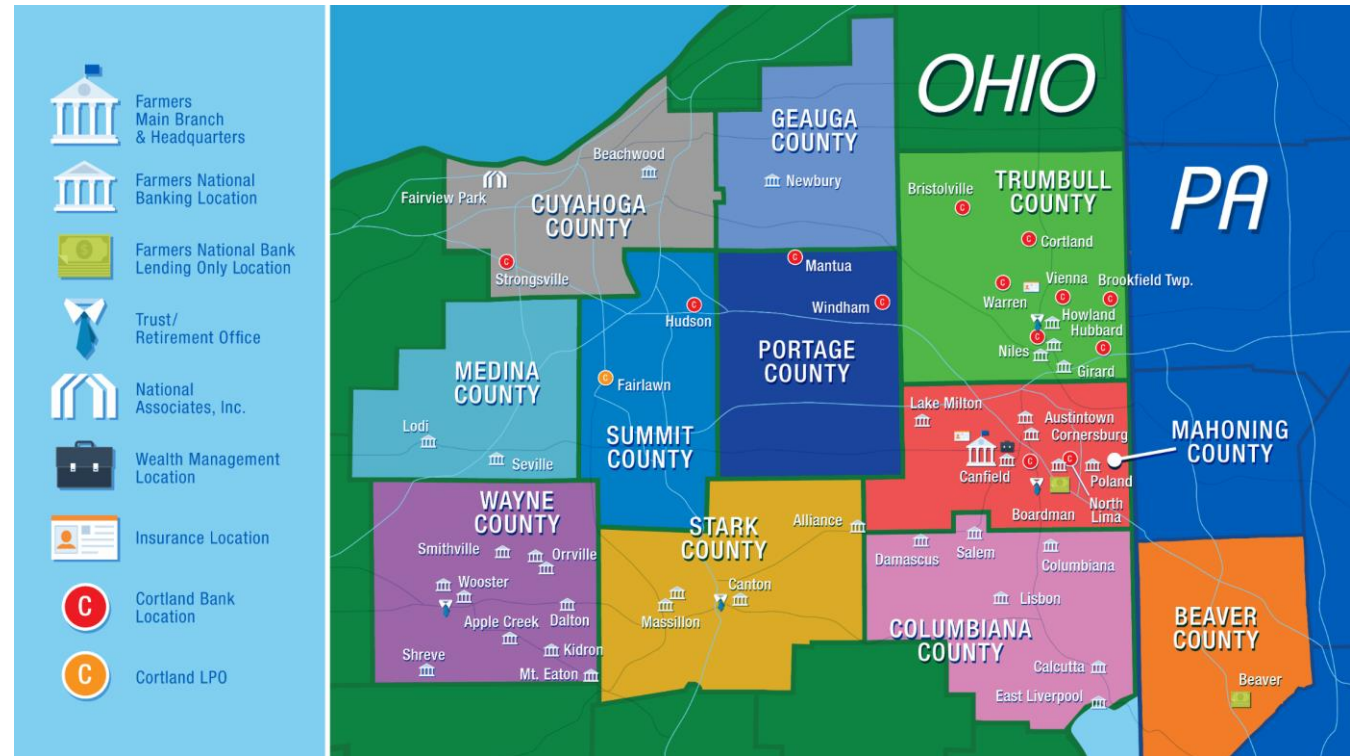 Farmers
Main Branch
& Headquarters
Farmers National
Banking Location
Farmers National Bank
Lending Only Location
Trust/
Retirement Office
National
Associates, Inc.
Wealth Management
Location
Insurance Location
C
Cortland Bank
Location
C
Cortland LPO
OHIO
PA
GEAUGA
COUNTY
Newbury
Beachwood
Fairview Park
CUYAHOGA
COUNTY
C
Strongsville
TRUMBULL
COUNTY
Bristolville
C
C
Cortland
Vienna
Brookfield Twp.
C
Warren
C
C
Howland
Hubbard
C
Niles
C
Girard
C
Mantua
Windham
C
PORTAGE
COUNTY
C
Hudson
C
Fairlawn
SUMMIT
COUNTY
MEDINA
COUNTY
Lodi
Seville
Lake Milton
Austintown
Cornersburg
MAHONING
COUNTY
Canfield
C
C
Poland
North
Lima
Boardman
WAYNE
COUNTY
Smithville
Orrville
Wooster
Apple Creek
Dalton
Kidron
Shreve
Mt. Eaton
STARK
COUNTY
Alliance
Canton
Massillon
Damascus
Salem
Columbiana
Lisbon
COLUMBIANA
COUNTY
Calcutta
East Liverpool
BEAVER
COUNTY
Beaver